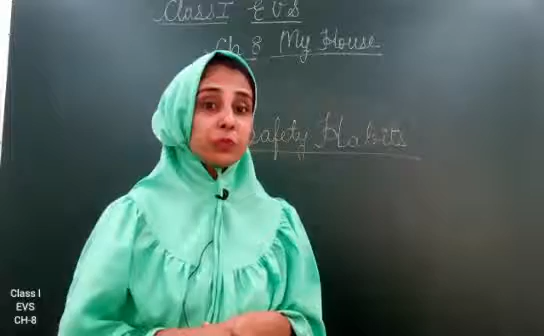 Class I EVS
Ch 8 My House
Safety Habits
Class I
EVS
CH-8